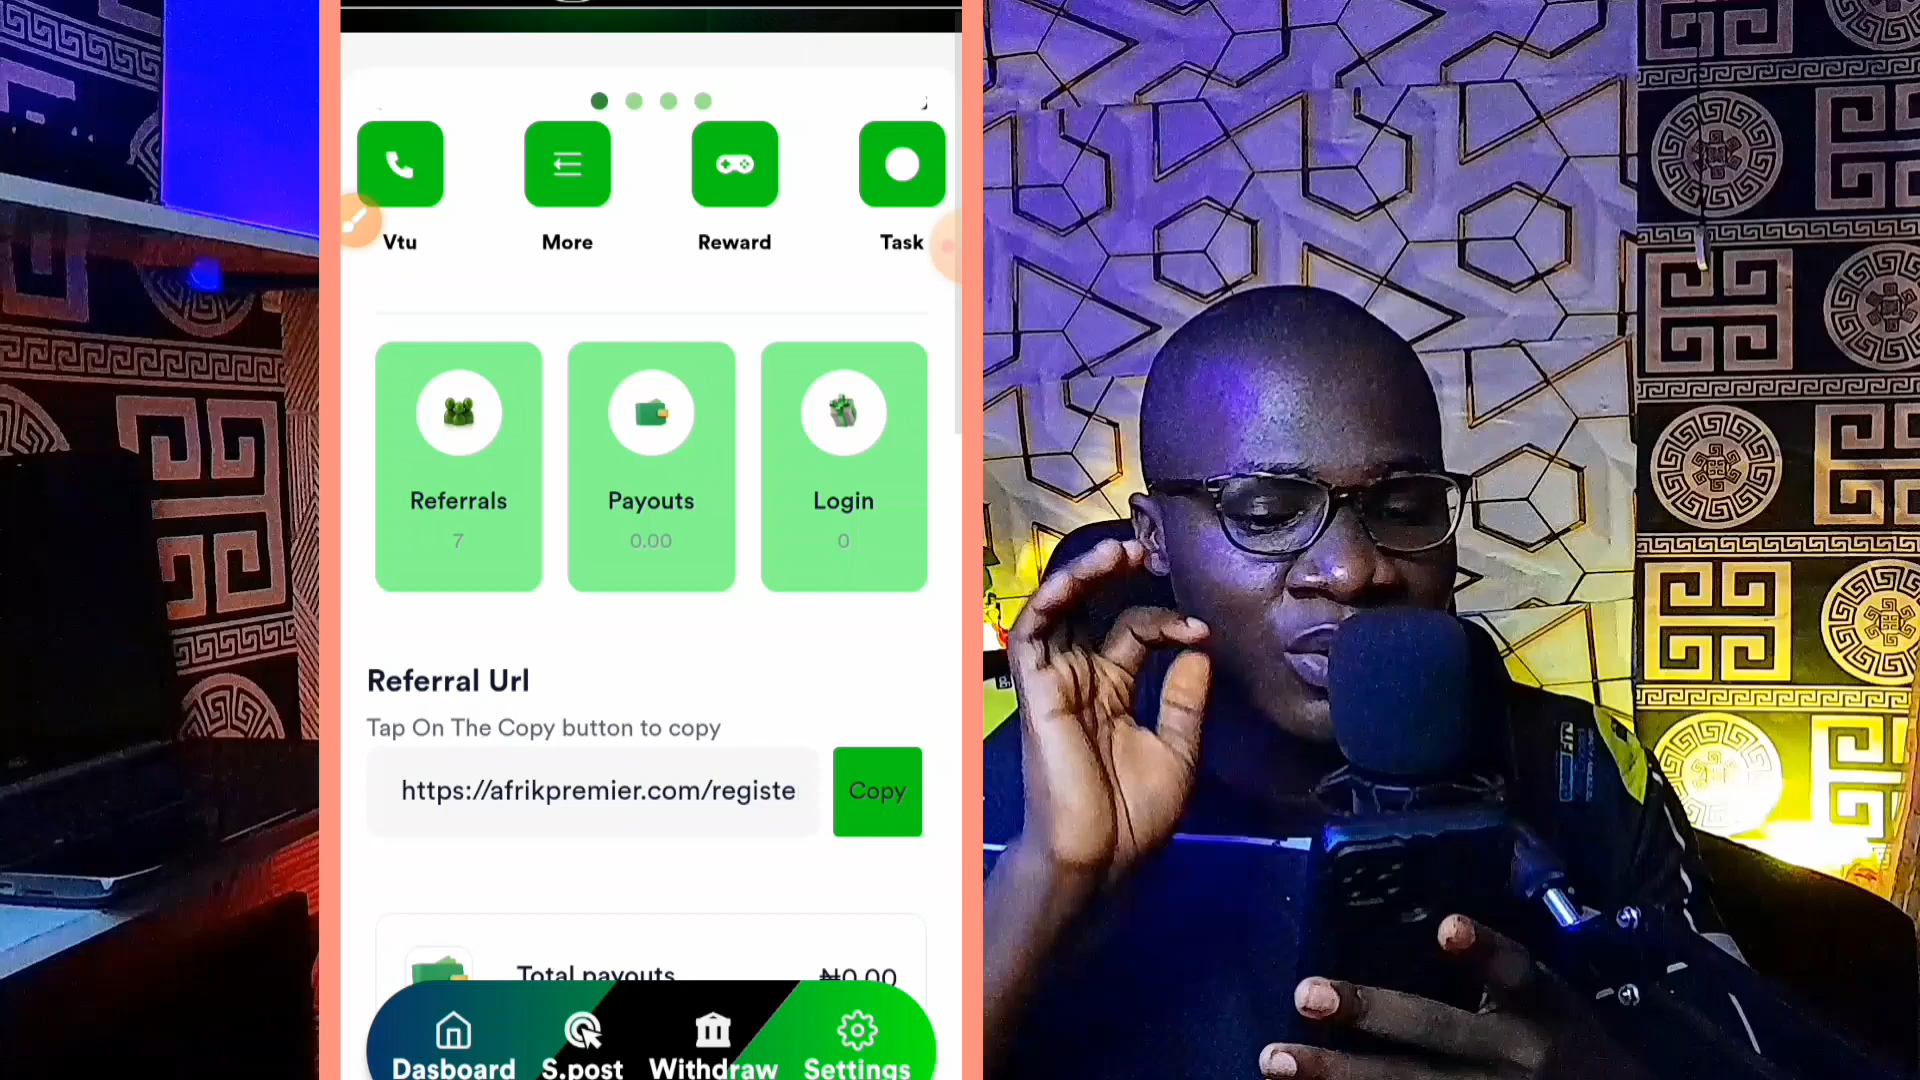 Vtu More Reward Task
Referrals Payouts Login
7 0.00 0
Referral Url
Tap On The Copy button to copy
https://afrikpremier.com/registe
Copy
Total payouts ₦0.00
Dasboard S.post Withdraw Settings